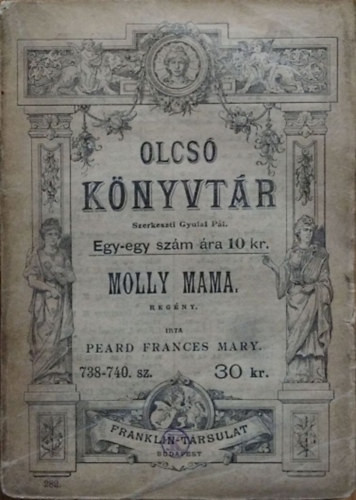 OLCSÓ
KÖNYVTÁR
Szerkeszti Gyulai Pál.
Egy-egy szám ára 10 kr.
MOLLY MAMA.
REGÉNY.
IRTA
PEARD FRANCES MARY.
738-740. sz. 30 kr.
FRANKLIN-TARSULAT
BUDAPEST